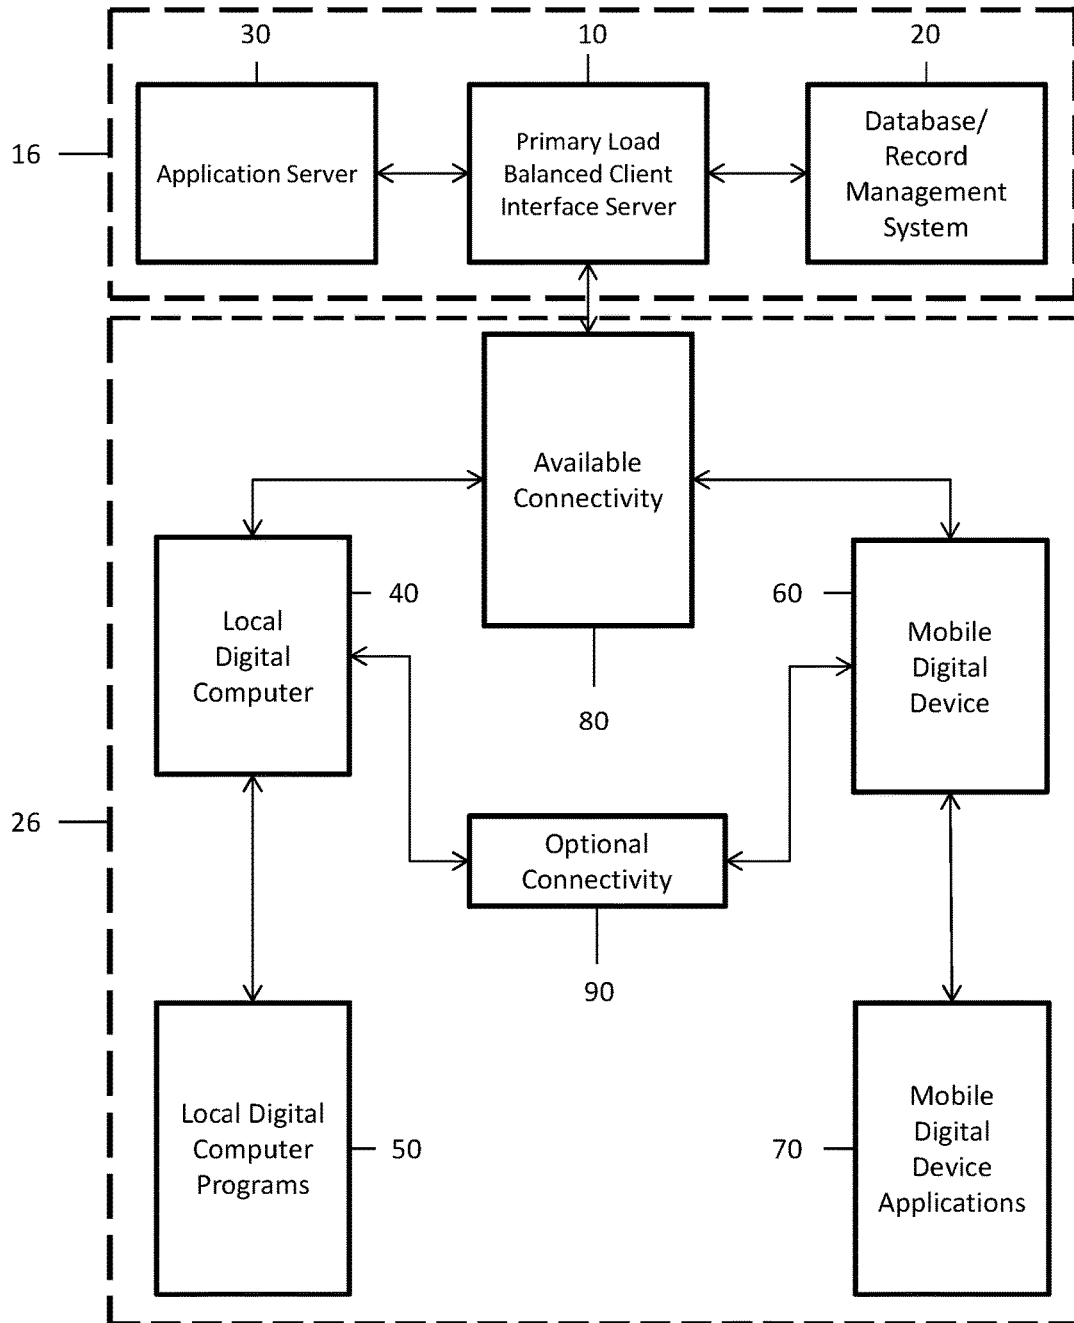 30
10
20
16
Application Server
Primary Load
Balanced Client
Interface Server
Database/
Record
Management
System
Available
Connectivity
40
60
Local
Digital
Computer
Mobile
Digital
Device
80
26
Optional
Connectivity
90
Local Digital
Computer
Programs
50
70
Mobile
Digital
Device
Applications